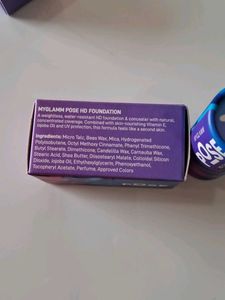 MYGLAMM POSE HD FOUNDATION
A weightless, water-resistant HD foundation & concealer with natural,
concentrated coverage. Combined with skin-nourishing Vitamin E,
Jojoba Oil and UV protection, this formula feels like a second skin.
Ingredients: Micro Talc, Bees Wax, Mica, Hydrogenated
Polyisobutane, Octyl Methoxy Cinnamate, Phenyl Trimethicone,
Butyl Stearate, Dimethicone, Candelilla Wax, Carnauba Wax,
Stearic Acid, Shea Butter, Diisostearyl Malate, Colloidal Silicon
Dioxide, Jojoba Oil, Ethylhexylglycerin, Phenoxyethanol,
Tocopheryl Acetate, Perfume, Approved Colors
POSE